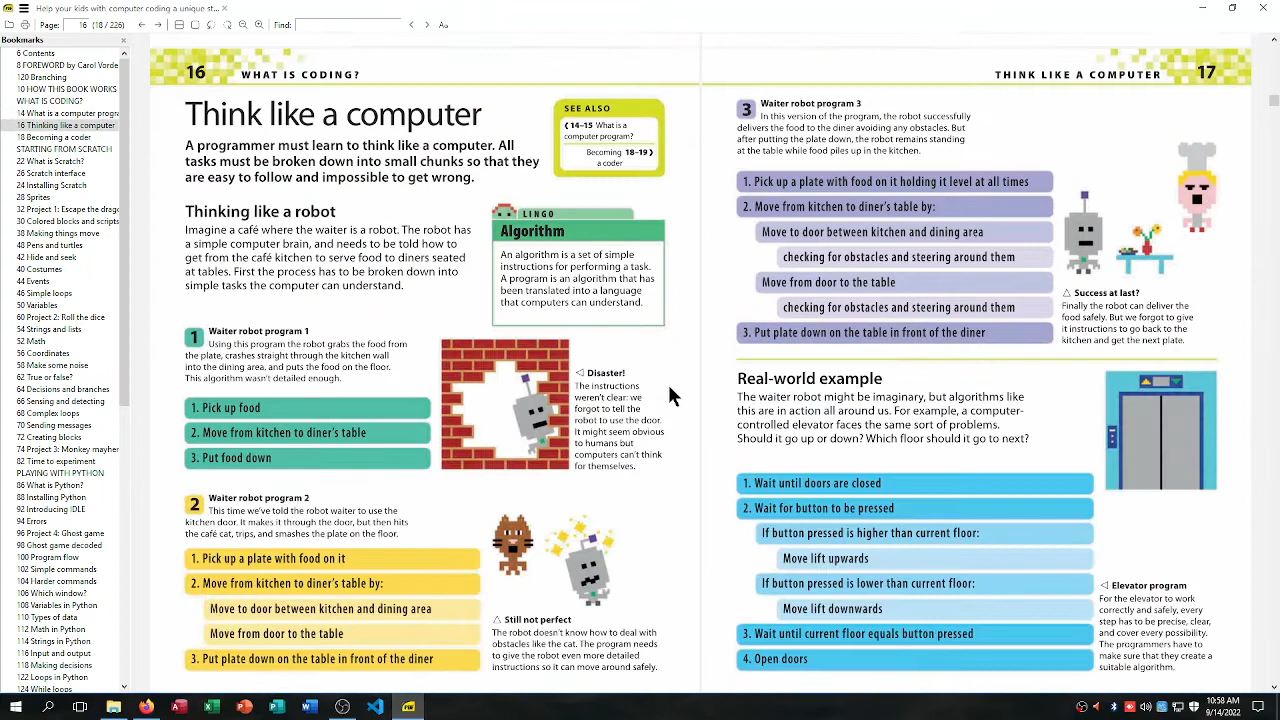 Help your kids with computer coding a unique st...
Page: 16 (18 / 226)
Find:
Aa
Bookmarks
6 Contents
8 FOREWORD by Carol Vorde
120 Branching
10 HOW THIS BOOK WORKS
WHAT IS CODING?
14 What is a computer progra
16 Thinking like a computer
18 Becoming a coder
STARTING FROM SCRATCH
22 What is Scratch?
26 Scratch interface
24 Installing Scratch
28 Sprites
32 Project 1: Escape the drago
30 Colored blocks and scripts
38 Making things move
48 Pens and turtles
42 Hide and seek
40 Costumes
44 Events
46 Simple loops
50 Variables
60 Project 2: Roll the dice
54 Strings and lists
52 Math
56 Coordinates
58 Make some noise
62 True or false?
64 Decisions and branches
66 Sensing and detecting
68 Complex loops
70 Sending messages
72 Creating blocks
74 Project 3: Monkey mayhem
82 Time to experiment
PLAYING WITH PYTHON
86 What is Python?
88 Installing Python
92 Introducing IDLE
94 Errors
96 Project 4: Ghost game
98 Ghost game decoded
100 Program flow
102 Simple commands
104 Harder commands
106 Which window?
108 Variables in Python
110 Types of data
112 Math in Python
114 Strings in Python
116 Input and output
118 Making decisions
122 Loops in Python
124 While loops
16 WHAT IS CODING?
Think like a computer
A programmer must learn to think like a computer. All
tasks must be broken down into small chunks so that they
are easy to follow and impossible to get wrong.
SEE ALSO
14–15 What is a
computer program?
Becoming 18–19
a coder
Thinking like a robot
Imagine a café where the waiter is a robot. The robot has
a simple computer brain, and needs to be told how to
get from the café kitchen to serve food to diners seated
at tables. First the process has to be broken down into
simple tasks the computer can understand.
LINGO
Algorithm
An algorithm is a set of simple
instructions for performing a task.
A program is an algorithm that has
been translated into a language
that computers can understand.
1 Waiter robot program 1
Using this program the robot grabs the food from
the plate, crashes straight through the kitchen wall
into the dining area, and puts the food on the floor.
This algorithm wasn't detailed enough.
1. Pick up food
2. Move from kitchen to diner's table
3. Put food down
Disaster!
The instructions
weren't clear: we
forgot to tell the
robot to use the door.
It might seem obvious
to humans but
computers can't think
for themselves.
2 Waiter robot program 2
This time we've told the robot waiter to use the
kitchen door. It makes it through the door, but then hits
the café cat, trips, and smashes the plate on the floor.
1. Pick up a plate with food on it
2. Move from kitchen to diner's table by:
Move to door between kitchen and dining area
Move from door to the table
3. Put plate down on the table in front of the diner
Still not perfect
The robot doesn't know how to deal with
obstacles like the cat. The program needs
to give the robot even more detailed
instructions so it can move around safely.
THINK LIKE A COMPUTER 17
3 Waiter robot program 3
In this version of the program, the robot successfully
delivers the food to the diner avoiding any obstacles. But
after putting the plate down, the robot remains standing
at the table while food piles up in the kitchen.
1. Pick up a plate with food on it holding it level at all times
2. Move from kitchen to diner's table by:
Move to door between kitchen and dining area
checking for obstacles and steering around them
Move from door to the table
checking for obstacles and steering around them
3. Put plate down on the table in front of the diner
Success at last?
Finally the robot can deliver the
food safely. But we forgot to give
it instructions to go back to the
kitchen and get the next plate.
Real-world example
The waiter robot might be imaginary, but algorithms like
this are in action all around us. For example, a computer-
controlled elevator faces the same sort of problems.
Should it go up or down? Which floor should it go to next?
1. Wait until doors are closed
2. Wait for button to be pressed
If button pressed is higher than current floor:
Move lift upwards
If button pressed is lower than current floor:
Move lift downwards
3. Wait until current floor equals button pressed
4. Open doors
Elevator program
For the elevator to work
correctly and safely, every
step has to be precise, clear,
and cover every possibility.
The programmers have to
make sure that they create a
suitable algorithm.
10:58 AM
9/14/2022